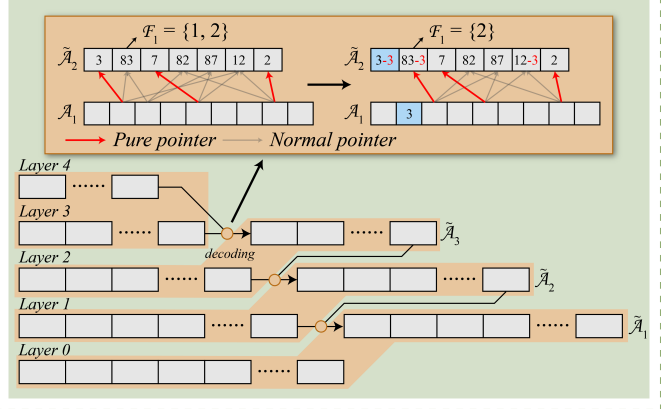 ℱ₁ = {1, 2}
ℱ₁ = {2}
𝒜̃₂ 3 83 7 82 87 12 2
𝒜̃₂ 3-3 83-3 7 82 87 12-3 2
𝒜₁
𝒜₁ 3
Pure pointer Normal pointer
Layer 4
Layer 3
decoding
𝒜̃₃
Layer 2
𝒜̃₂
Layer 1
𝒜̃₁
Layer 0